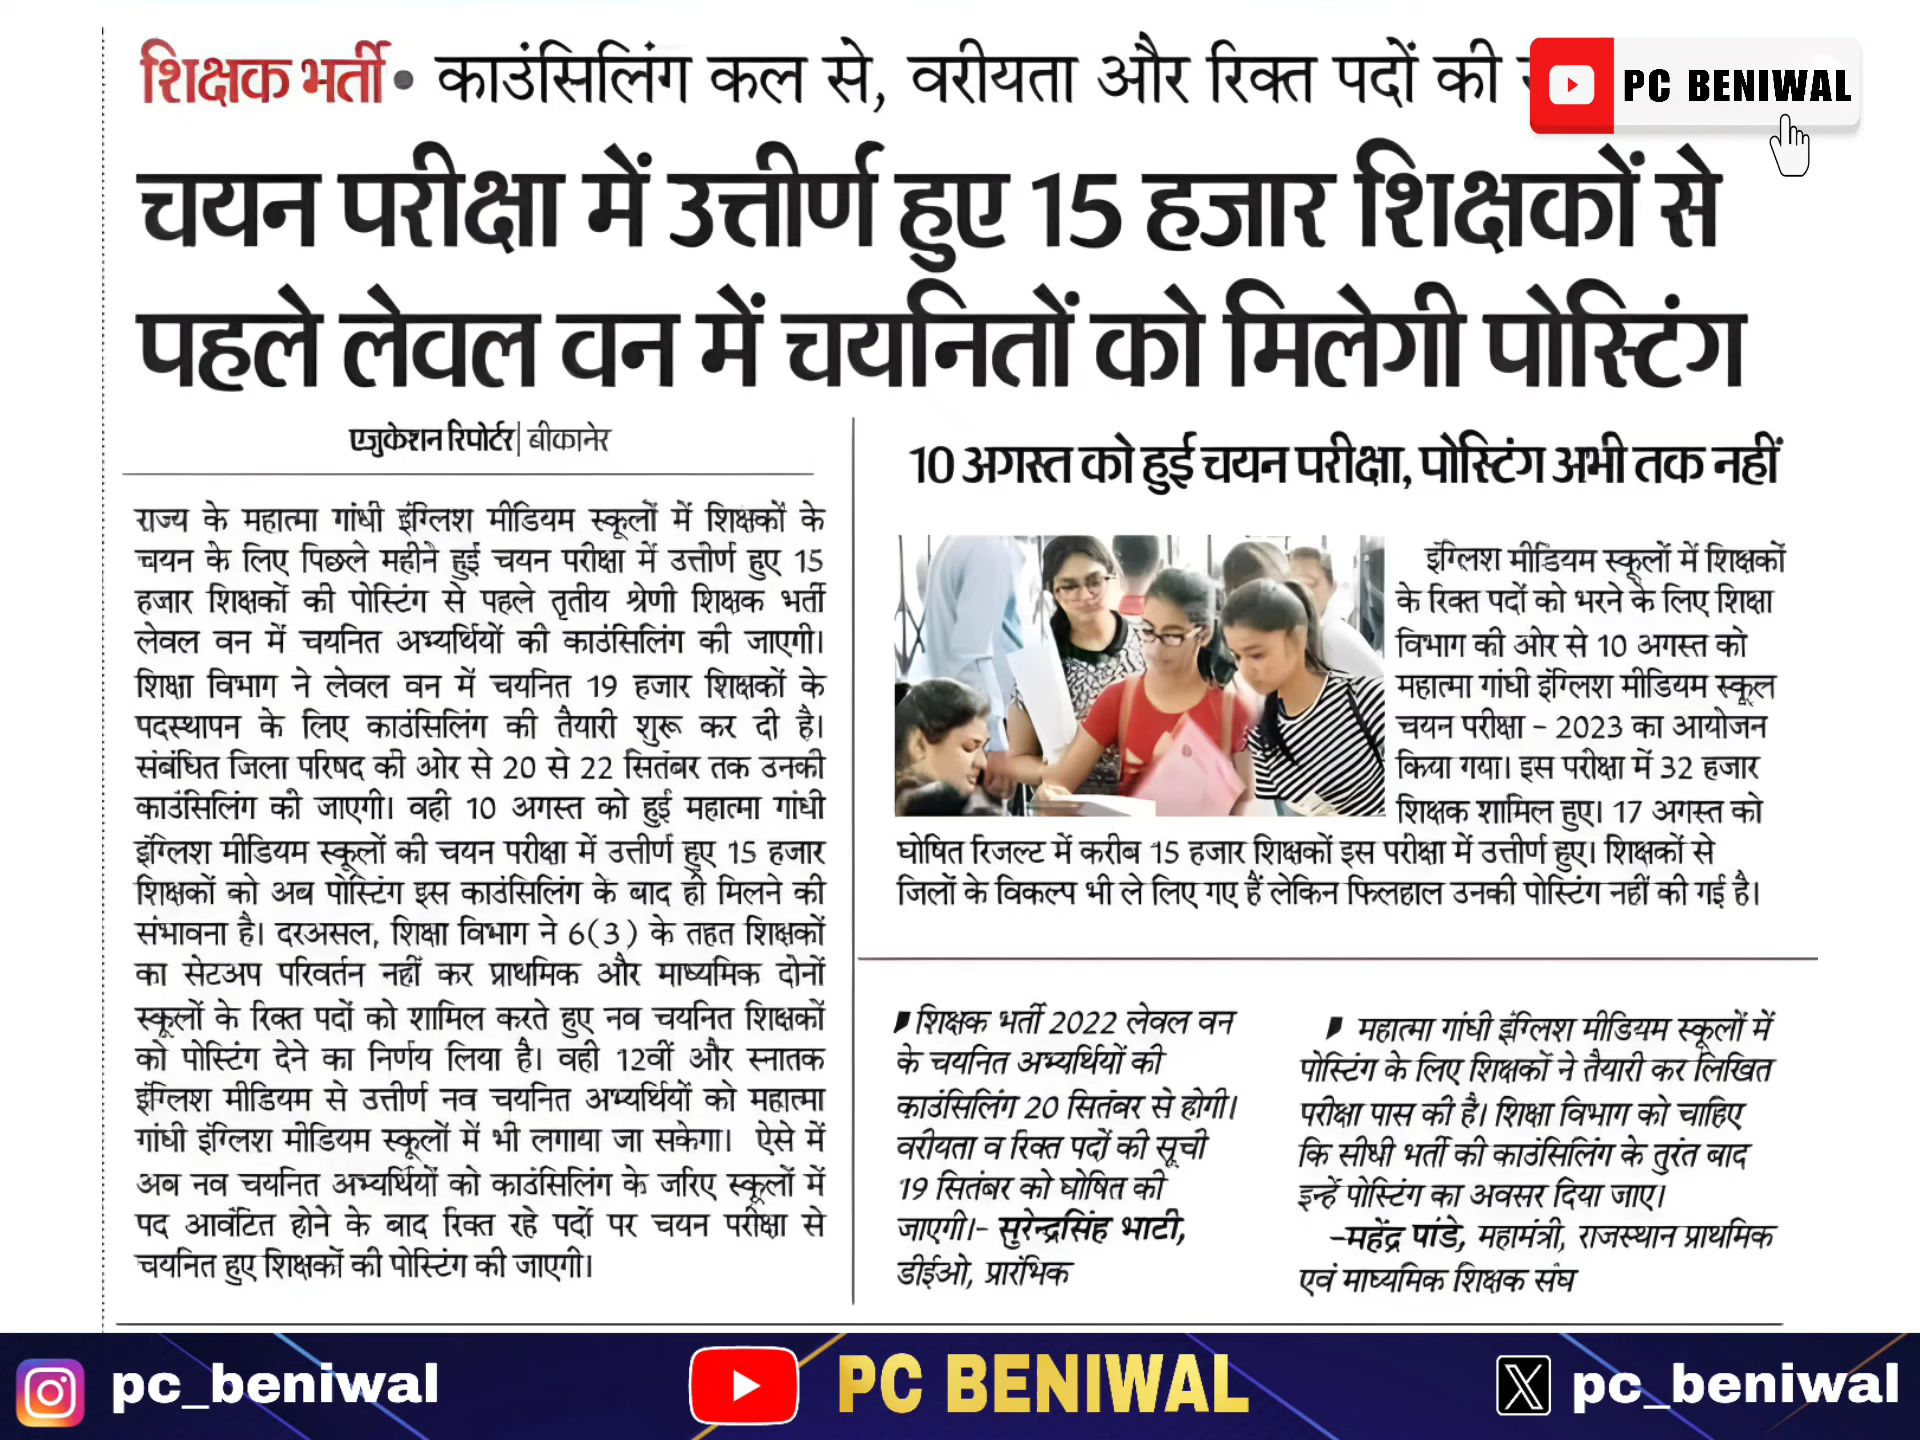 शिक्षक भर्ती • काउंसिलिंग कल से, वरीयता और रिक्त पदों की
PC BENIWAL
चयन परीक्षा में उत्तीर्ण हुए 15 हजार शिक्षकों से
पहले लेवल वन में चयनितों को मिलेगी पोस्टिंग
एजुकेशन रिपोर्टर| बीकानेर
राज्य के महात्मा गांधी इंग्लिश मीडियम स्कूलों में शिक्षकों के
चयन के लिए पिछले महीने हुई चयन परीक्षा में उत्तीर्ण हुए 15
हजार शिक्षकों की पोस्टिंग से पहले तृतीय श्रेणी शिक्षक भर्ती
लेवल वन में चयनित अभ्यर्थियों की काउंसिलिंग की जाएगी।
शिक्षा विभाग ने लेवल वन में चयनित 19 हजार शिक्षकों के
पदस्थापन के लिए काउंसिलिंग की तैयारी शुरू कर दी है।
संबंधित जिला परिषद की ओर से 20 से 22 सितंबर तक उनकी
काउंसिलिंग की जाएगी। वही 10 अगस्त को हुई महात्मा गांधी
इंग्लिश मीडियम स्कूलों की चयन परीक्षा में उत्तीर्ण हुए 15 हजार
शिक्षकों को अब पोस्टिंग इस काउंसिलिंग के बाद ही मिलने की
संभावना है। दरअसल, शिक्षा विभाग ने 6(3) के तहत शिक्षकों
का सेटअप परिवर्तन नहीं कर प्राथमिक और माध्यमिक दोनों
स्कूलों के रिक्त पदों को शामिल करते हुए नव चयनित शिक्षकों
को पोस्टिंग देने का निर्णय लिया है। वही 12वीं और स्नातक
इंग्लिश मीडियम से उत्तीर्ण नव चयनित अभ्यर्थियों को महात्मा
गांधी इंग्लिश मीडियम स्कूलों में भी लगाया जा सकेगा। ऐसे में
अब नव चयनित अभ्यर्थियों को काउंसिलिंग के जरिए स्कूलों में
पद आवंटित होने के बाद रिक्त रहे पदों पर चयन परीक्षा से
चयनित हुए शिक्षकों की पोस्टिंग की जाएगी।
10 अगस्त को हुई चयन परीक्षा, पोस्टिंग अभी तक नहीं
इंग्लिश मीडियम स्कूलों में शिक्षकों
के रिक्त पदों को भरने के लिए शिक्षा
विभाग की ओर से 10 अगस्त को
महात्मा गांधी इंग्लिश मीडियम स्कूल
चयन परीक्षा - 2023 का आयोजन
किया गया। इस परीक्षा में 32 हजार
शिक्षक शामिल हुए। 17 अगस्त को
घोषित रिजल्ट में करीब 15 हजार शिक्षकों इस परीक्षा में उत्तीर्ण हुए। शिक्षकों से
जिलों के विकल्प भी ले लिए गए हैं लेकिन फिलहाल उनकी पोस्टिंग नहीं की गई है।
शिक्षक भर्ती 2022 लेवल वन
के चयनित अभ्यर्थियों की
काउंसिलिंग 20 सितंबर से होगी।
वरीयता व रिक्त पदों की सूची
19 सितंबर को घोषित की
जाएगी।- सुरेन्द्रसिंह भाटी,
डीईओ, प्रारंभिक
महात्मा गांधी इंग्लिश मीडियम स्कूलों में
पोस्टिंग के लिए शिक्षकों ने तैयारी कर लिखित
परीक्षा पास की है। शिक्षा विभाग को चाहिए
कि सीधी भर्ती की काउंसिलिंग के तुरंत बाद
इन्हें पोस्टिंग का अवसर दिया जाए।
-महेंद्र पांडे, महामंत्री, राजस्थान प्राथमिक
एवं माध्यमिक शिक्षक संघ
pc_beniwal
PC BENIWAL
pc_beniwal